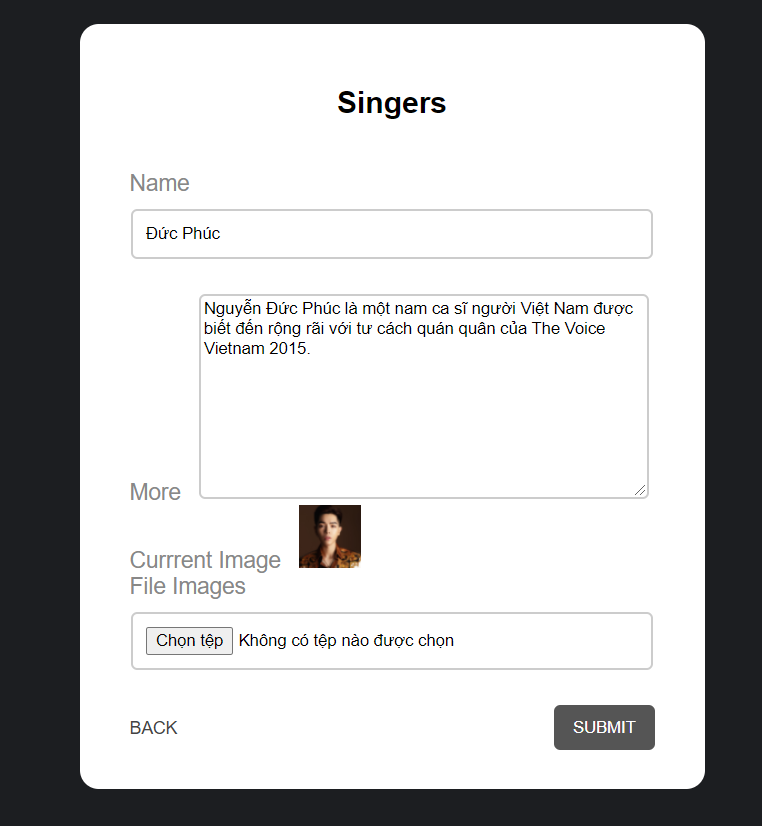 Singers
Name
Đức Phúc
Nguyễn Đức Phúc là một nam ca sĩ người Việt Nam được
biết đến rộng rãi với tư cách quán quân của The Voice
Vietnam 2015.
More
Currrent Image
File Images
Chọn tệp Không có tệp nào được chọn
BACK SUBMIT